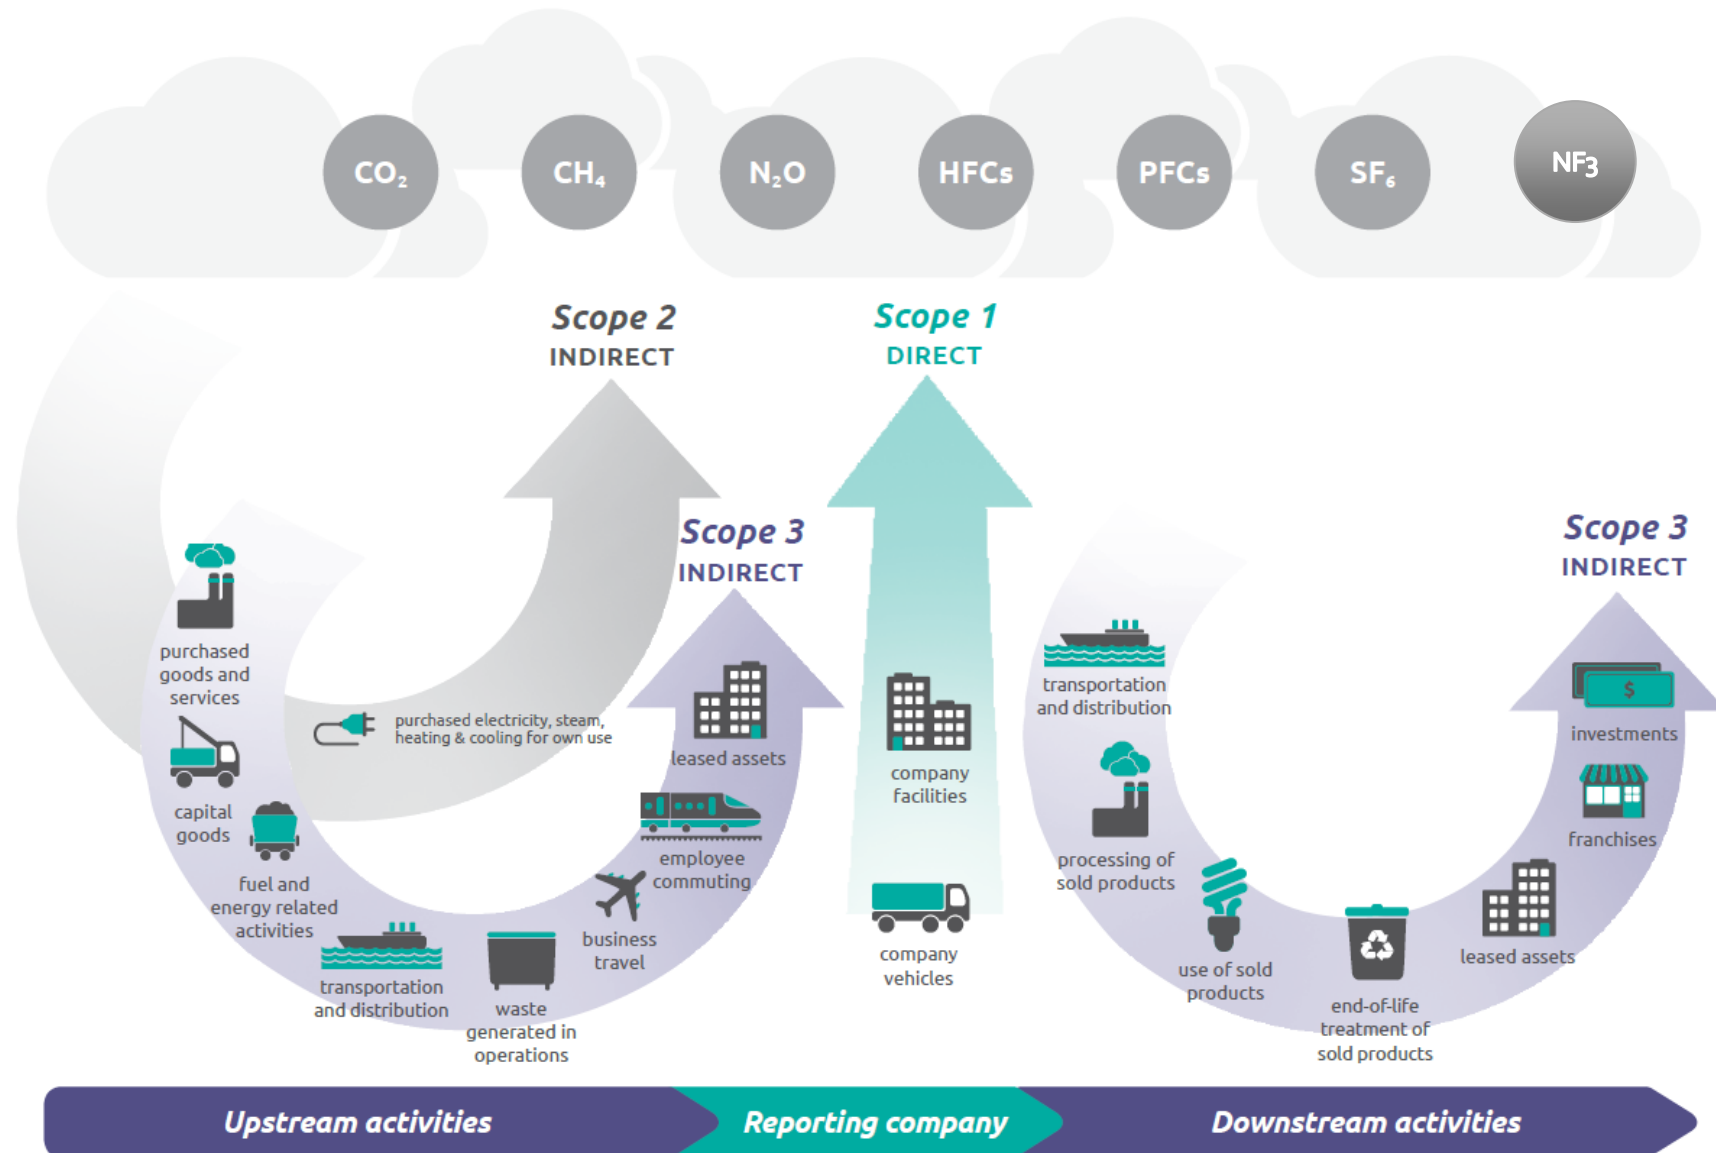 CO₂
CH₄
N₂O
HFCs
PFCs
SF₆
NF3
Scope 2
INDIRECT
Scope 1
DIRECT
Scope 3
INDIRECT
Scope 3
INDIRECT
purchased
goods and
services
capital
goods
fuel and
energy related
activities
transportation
and distribution
waste
generated in
operations
business
travel
employee
commuting
leased assets
purchased electricity, steam,
heating & cooling for own use
company
facilities
company
vehicles
transportation
and distribution
processing of
sold products
use of sold
products
end-of-life
treatment of
sold products
leased assets
franchises
$
investments
Upstream activities
Reporting company
Downstream activities